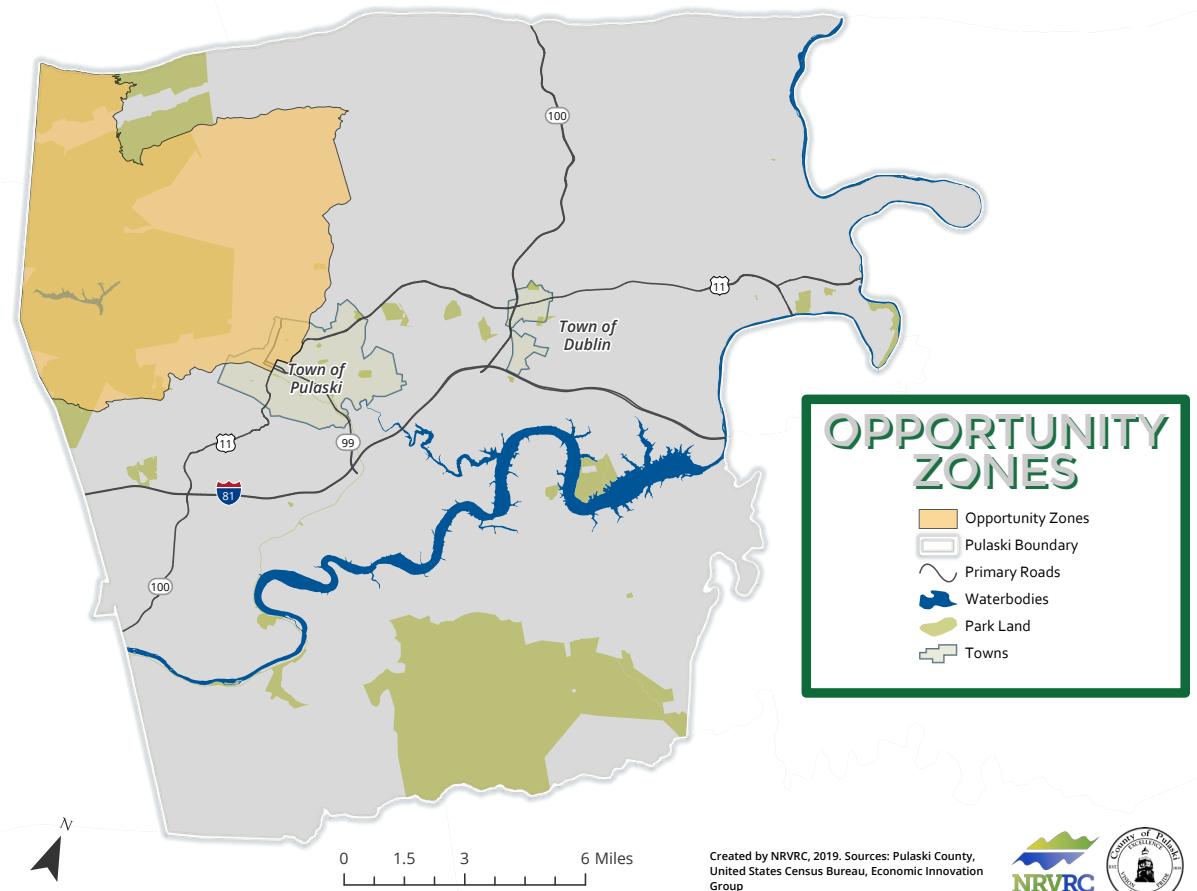 100
11
Town of
Dublin
Town of
Pulaski
11
99
81
100
OPPORTUNITY
ZONES
Opportunity Zones
Pulaski Boundary
Primary Roads
Waterbodies
Park Land
Towns
N
0 1.5 3 6 Miles
Created by NRVRC, 2019. Sources: Pulaski County,
United States Census Bureau, Economic Innovation
Group
NRVRC
County of Pulaski
EXCELLENCE